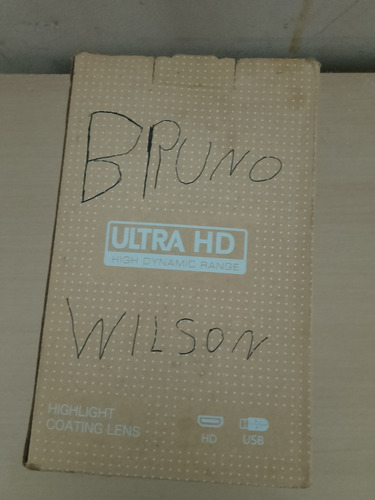 BRUNO
ULTRA HD
HIGH DYNAMIC RANGE
WILSON
HIGHLIGHT
COATING LENS
HD USB